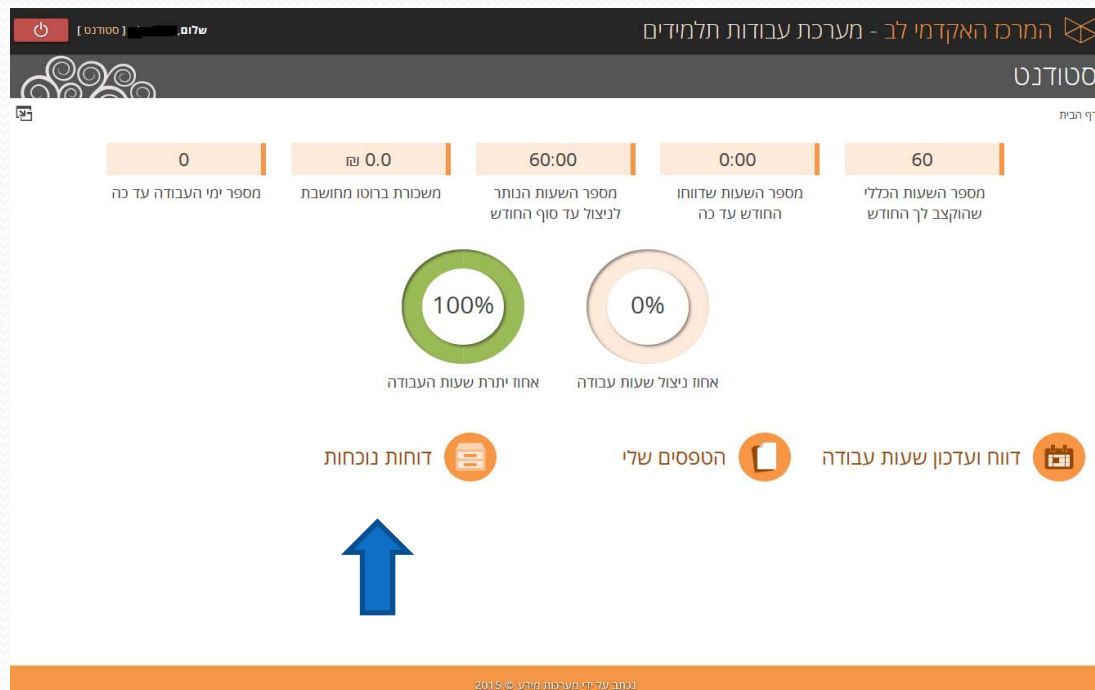 המרכז האקדמי לב - מערכת עבודות תלמידים
שלום, [ סטודנט ]
סטודנט
דף הבית
60
מספר השעות הכללי
שהוקצב לך החודש
0:00
מספר השעות שדווחו
החודש עד כה
60:00
מספר השעות הנותר
לניצול עד סוף החודש
0.0 ₪
משכורת ברוטו מחושבת
0
מספר ימי העבודה עד כה
0%
אחוז ניצול שעות עבודה
100%
אחוז יתרת שעות העבודה
דווח ועדכון שעות עבודה
הטפסים שלי
דוחות נוכחות
נכתב על ידי מערכות מידע © 2015